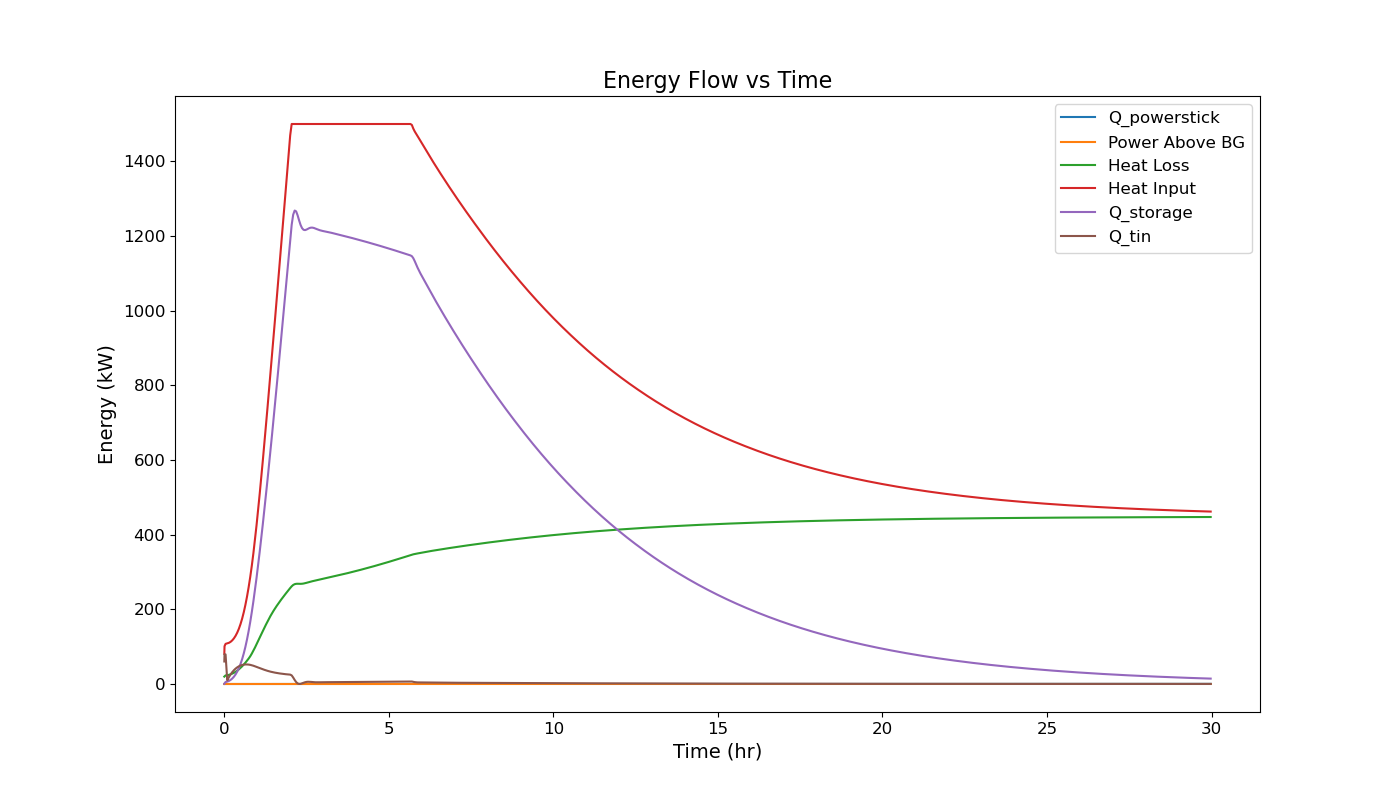 Energy Flow vs Time
Q_powerstick
Power Above BG
Heat Loss
Heat Input
Q_storage
Q_tin
Energy (kW)
1400
1200
1000
800
600
400
200
0
0 5 10 15 20 25 30
Time (hr)